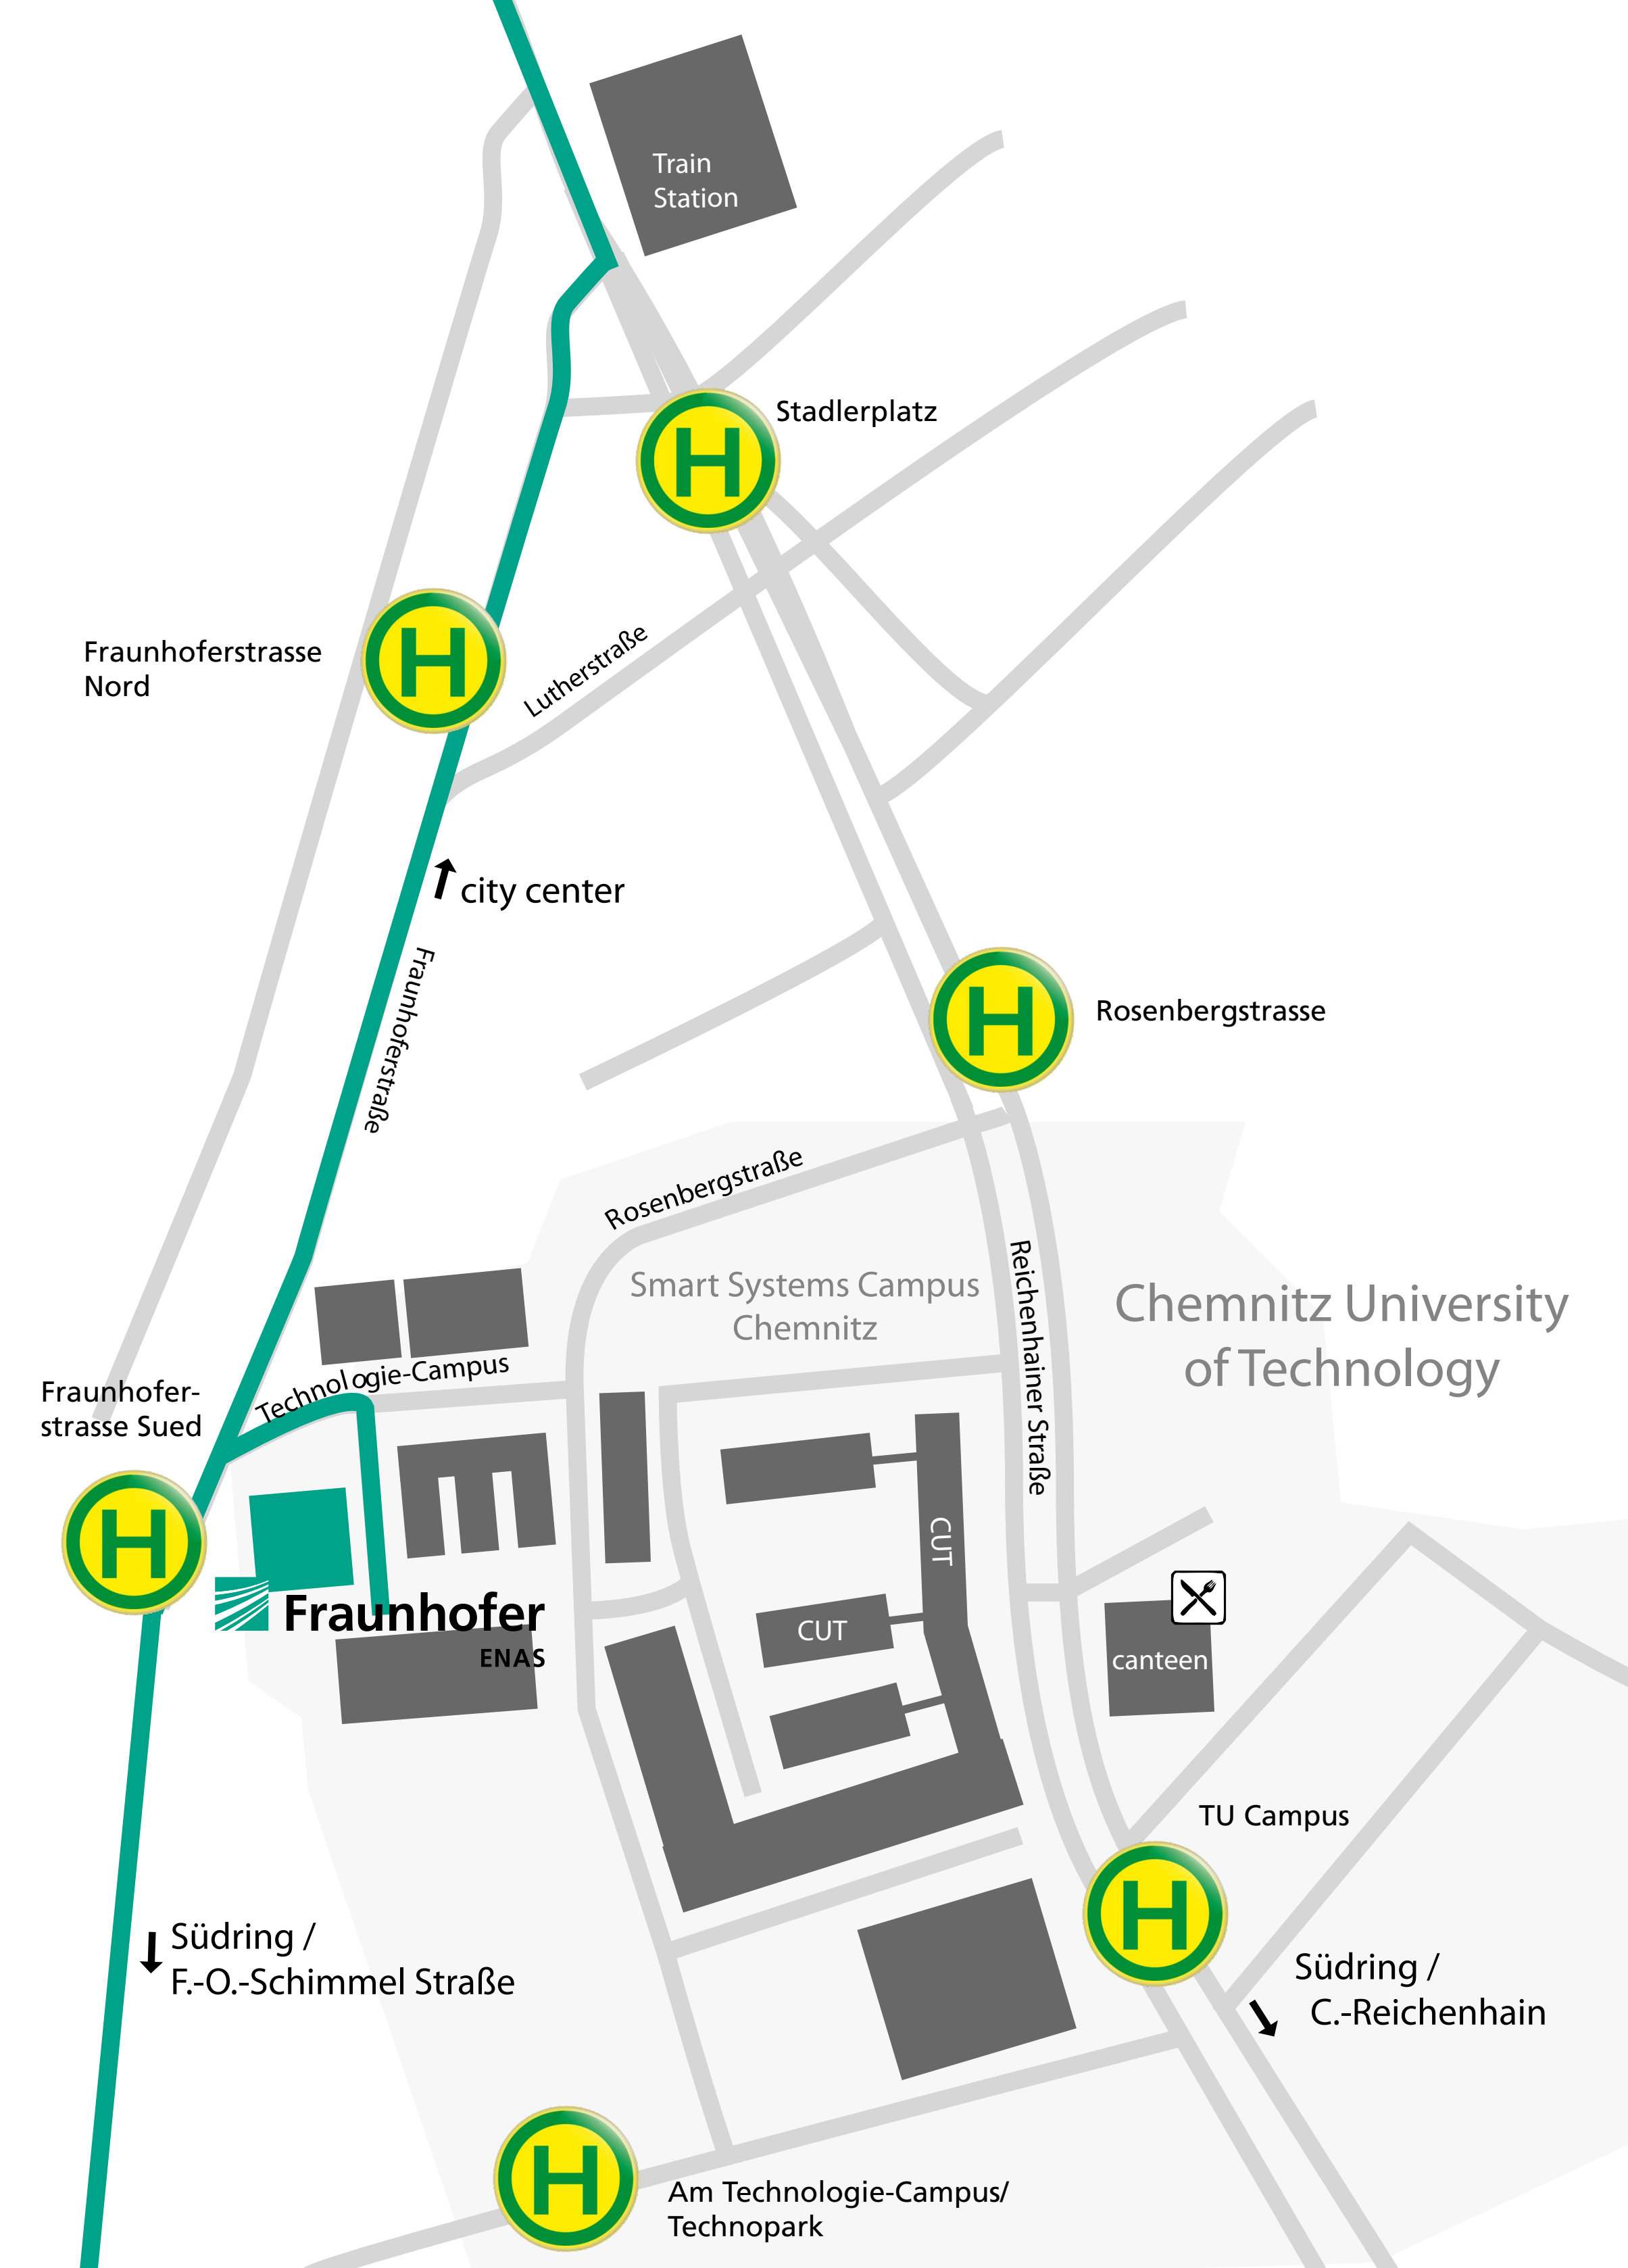 Train
Station
Stadlerplatz
H
Fraunhoferstrasse
Nord
H
Lutherstraße
city center
Fraunhoferstraße
H
Rosenbergstrasse
Rosenbergstraße
Smart Systems Campus
Chemnitz
Reichenhainer Straße
Chemnitz University
of Technology
Technologie-Campus
Fraunhofer-
strasse Sued
H
CUT
Fraunhofer
ENAS
CUT
canteen
TU Campus
H
Südring /
F.-O.-Schimmel Straße
Südring /
C.-Reichenhain
H
Am Technologie-Campus/
Technopark